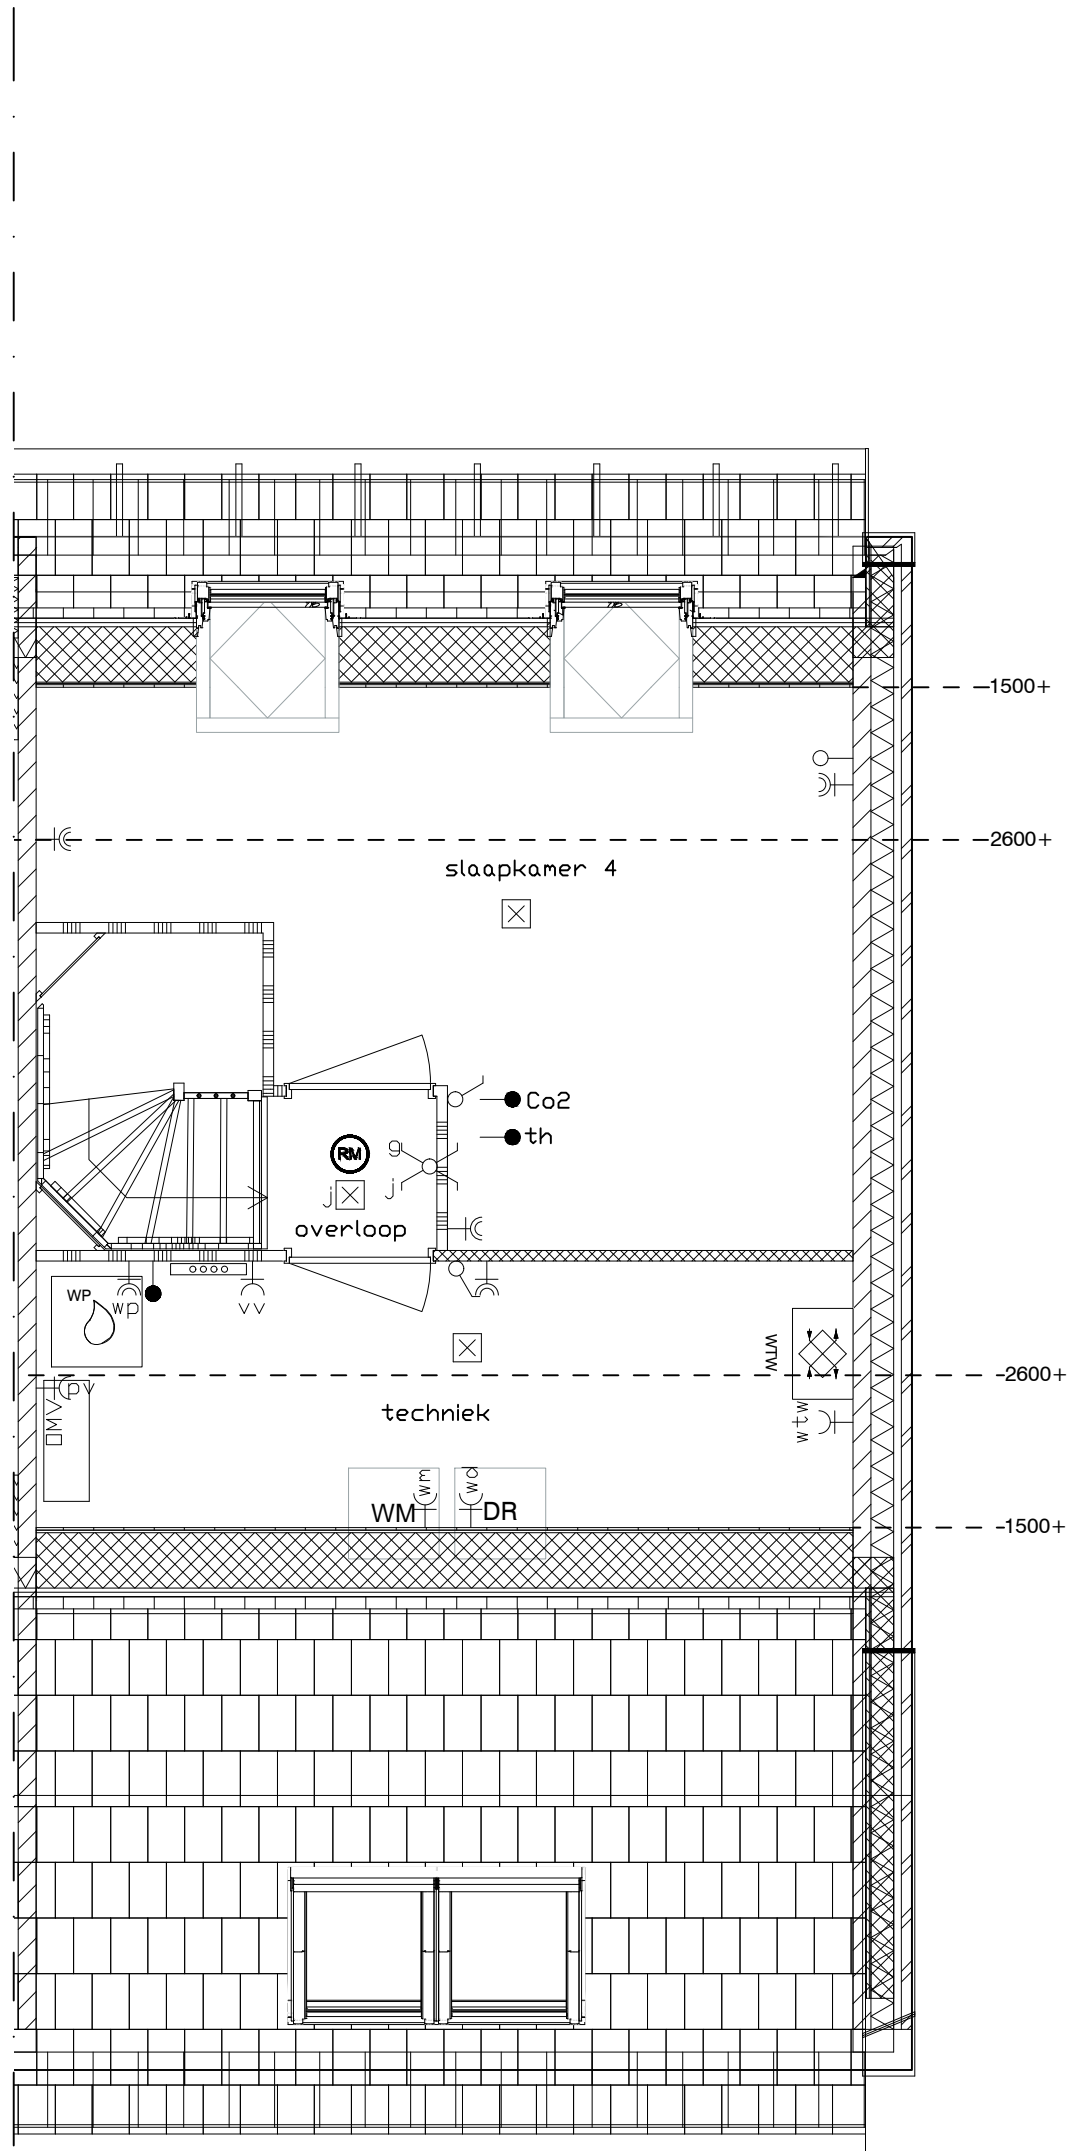 1500+
2600+
slaapkamer 4
Co2
RM
g
th
j
j
overloop
WP
wp
vv
WTW
2600+
pv
OMV
techniek
wtw
wm
wd
WM
DR
1500+